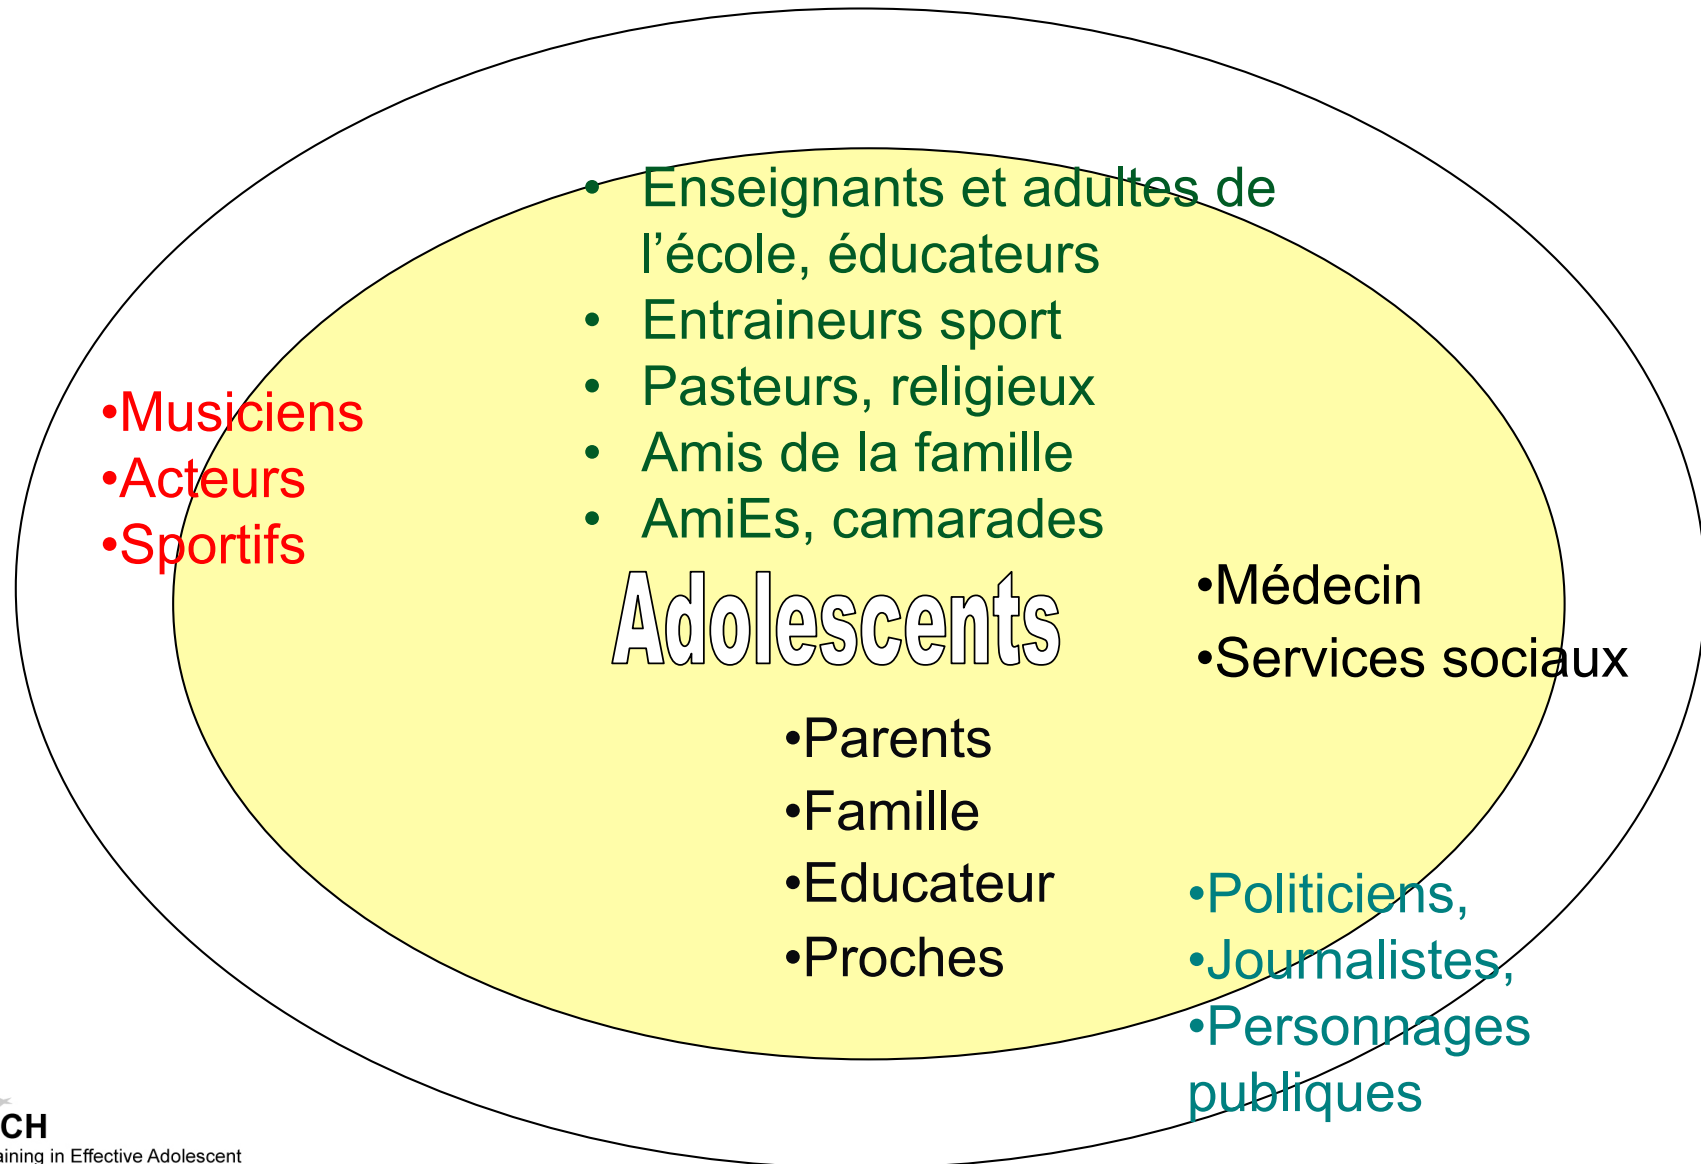 • Enseignants et adultes de
l’école, éducateurs
• Entraineurs sport
• Pasteurs, religieux
• Amis de la famille
• AmiEs, camarades
•Musiciens
•Acteurs
•Sportifs
Adolescents
•Médecin
•Services sociaux
•Parents
•Famille
•Educateur
•Proches
•Politiciens,
•Journalistes,
•Personnages
publiques
CH
aining in Effective Adolescent